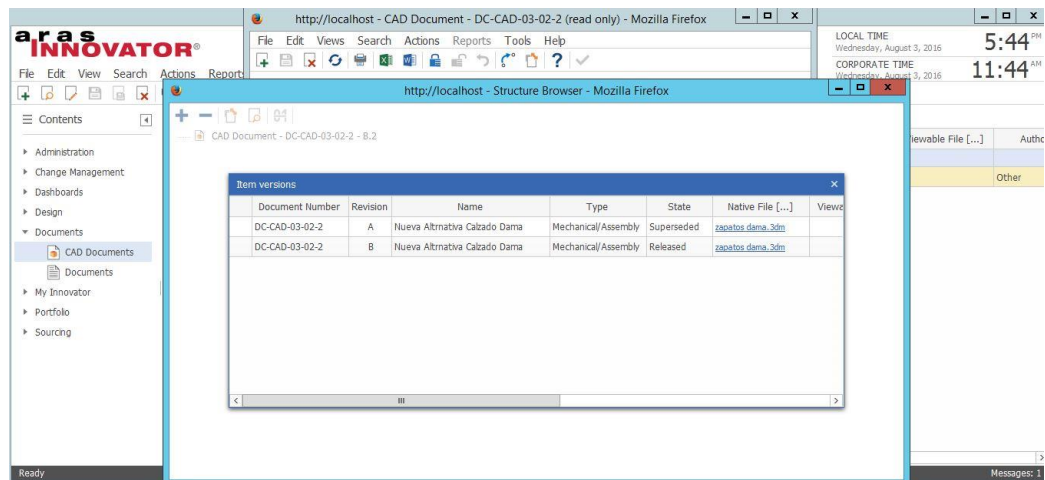 http://localhost - CAD Document - DC-CAD-03-02-2 (read only) - Mozilla Firefox
aras
INNOVATOR®
File Edit Views Search Actions Reports Tools Help
LOCAL TIME
Wednesday, August 3, 2016
5:44 PM
CORPORATE TIME
Wednesday, August 3, 2016
11:44 AM
File Edit View Search Actions Report
http://localhost - Structure Browser - Mozilla Firefox
Contents
CAD Document - DC-CAD-03-02-2 - B.2
iewable File [...] Autho
Other
Administration
Change Management
Dashboards
Design
Documents
CAD Documents
Documents
My Innovator
Portfolio
Sourcing
Item versions
Document Number Revision Name Type State Native File [...] Viewa
DC-CAD-03-02-2 A Nueva Altrnativa Calzado Dama Mechanical/Assembly Superseded zapatos dama.3dm
DC-CAD-03-02-2 B Nueva Altrnativa Calzado Dama Mechanical/Assembly Released zapatos dama.3dm
Ready
Messages: 1